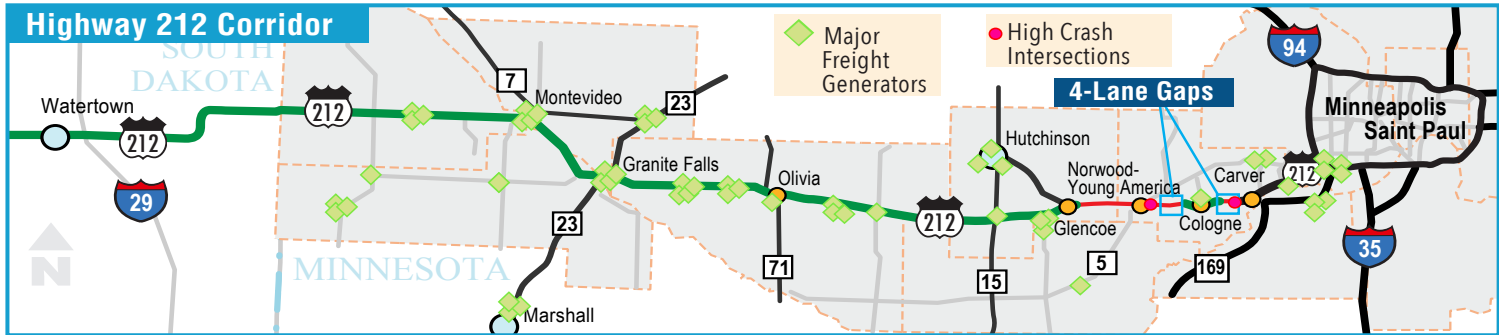 Highway 212 Corridor
SOUTH
DAKOTA
Major
Freight
Generators
High Crash
Intersections
4-Lane Gaps
94
Minneapolis
Saint Paul
7
Montevideo
23
Watertown
212
212
29
Granite Falls
Olivia
Hutchinson
Norwood-
Young America
Carver
212
Cologne
Glencoe
212
23
71
15
5
169
35
N
MINNESOTA
Marshall